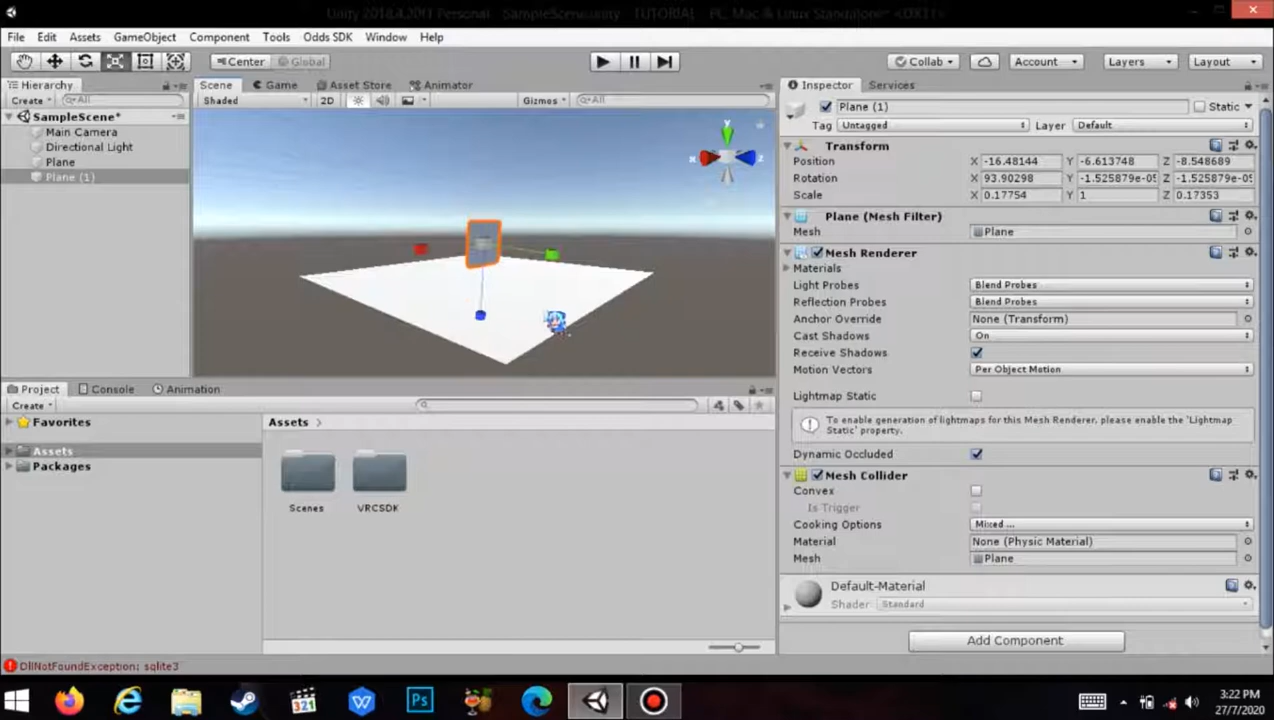 Unity 2018.4.20f1 Personal - SampleScene.unity - TUTORIAL - PC, Mac & Linux Standalone* <DX11>
File Edit Assets GameObject Component Tools Odds SDK Window Help
Center Global Collab Account Layers Layout
Hierarchy
Create All
SampleScene*
Main Camera
Directional Light
Plane
Plane (1)
Scene Game Asset Store Animator
Shaded 2D Gizmos All
y
x z
Inspector Services
Plane (1) Static
Tag Untagged Layer Default
Transform
Position X -16.48144 Y -6.613748 Z -8.548689
Rotation X 93.90298 Y -1.525879e-05 Z -1.525879e-05
Scale X 0.17754 Y 1 Z 0.17353
Plane (Mesh Filter)
Mesh Plane
Mesh Renderer
Materials
Light Probes Blend Probes
Reflection Probes Blend Probes
Anchor Override None (Transform)
Cast Shadows On
Receive Shadows
Motion Vectors Per Object Motion
Lightmap Static
To enable generation of lightmaps for this Mesh Renderer, please enable the 'Lightmap
Static' property.
Dynamic Occluded
Mesh Collider
Convex
Is Trigger
Cooking Options Mixed ...
Material None (Physic Material)
Mesh Plane
Default-Material
Shader Standard
Add Component
Project Console Animation
Create
Favorites
Assets
Packages
Assets
Scenes VRCSDK
DllNotFoundException: sqlite3
321
Ps
3:22 PM
27/7/2020